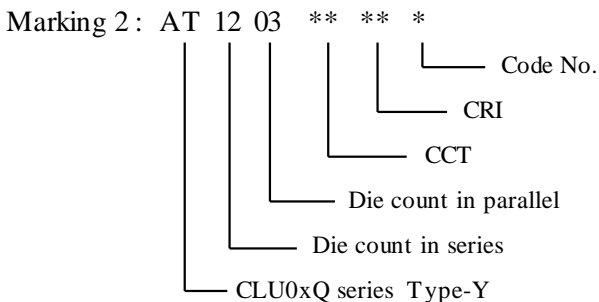 Marking 2 : AT 12 03 ** ** *
Code No.
CRI
CCT
Die count in parallel
Die count in series
CLU0xQ series Type-Y